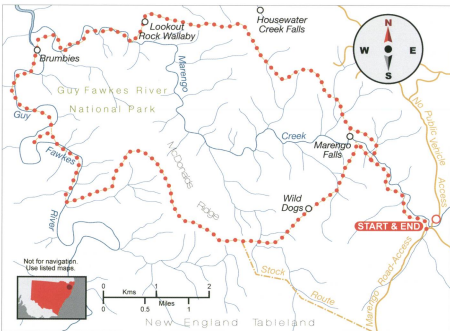 Housewater
Creek Falls
Lookout
Rock Wallaby
N
W
E
S
Brumbies
Marengo
Guy Fawkes River
National Park
No Public Vehicle
Access
Guy
Creek
Marengo
Falls
Fawkes
McDonalds
Ridge
Wild
Dogs
River
START & END
Not for navigation.
Use listed maps.
Stock
Route
Marengo Road-Access
0 1 2
Kms
Miles
0 0.5 1
New England Tableland